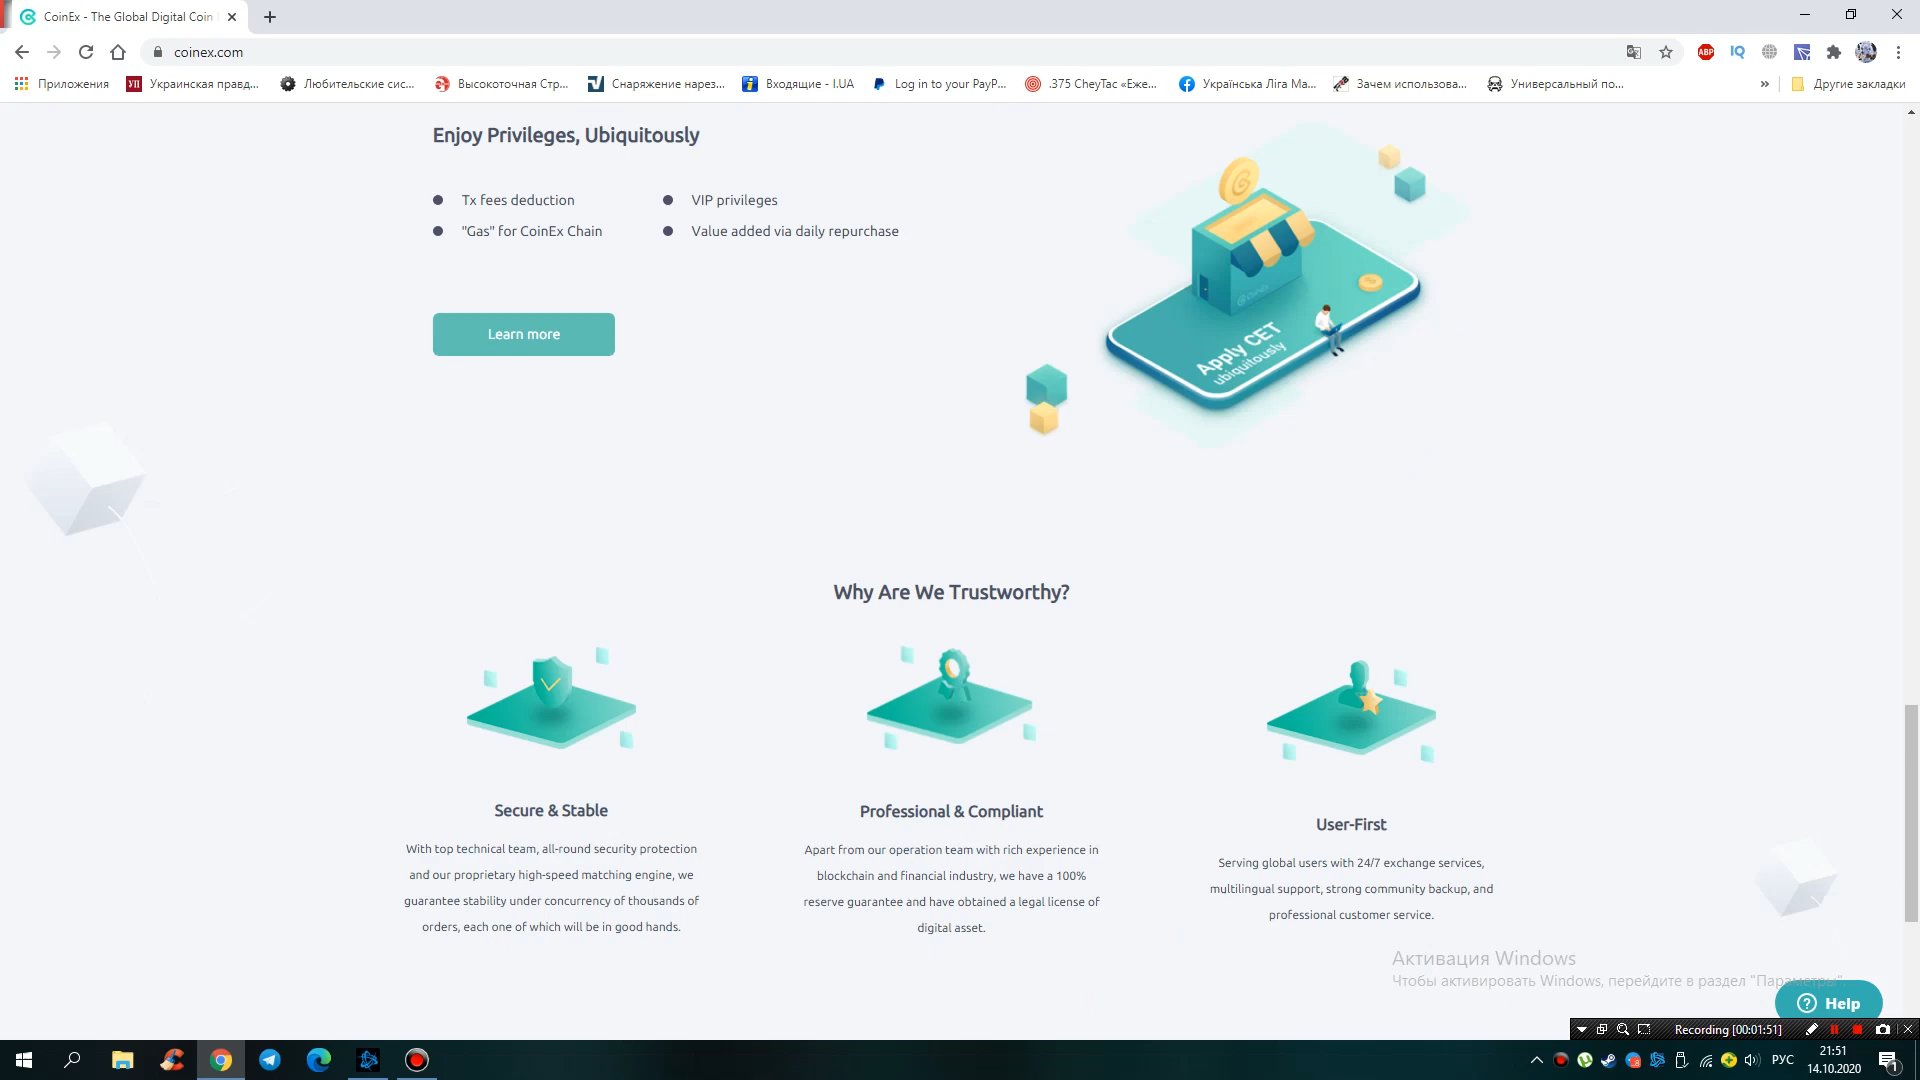 CoinEx - The Global Digital Coin
coinex.com
ABP
IQ
Приложения
УП
Украинская правд...
Любительские сис...
Высокоточная Стр...
Снаряжение нарез...
Входящие - I.UA
Log in to your PayP...
.375 CheyTac «Еже...
Українська Ліга Ма...
Зачем использова...
Универсальный по...
»
Другие закладки
Enjoy Privileges, Ubiquitously
Tx fees deduction
VIP privileges
"Gas" for CoinEx Chain
Value added via daily repurchase
Learn more
CoinEx
Apply CET
ubiquitously
Why Are We Trustworthy?
Secure & Stable
With top technical team, all-round security protection
and our proprietary high-speed matching engine, we
guarantee stability under concurrency of thousands of
orders, each one of which will be in good hands.
Professional & Compliant
Apart from our operation team with rich experience in
blockchain and financial industry, we have a 100%
reserve guarantee and have obtained a legal license of
digital asset.
User-First
Serving global users with 24/7 exchange services,
multilingual support, strong community backup, and
professional customer service.
Активация Windows
Чтобы активировать Windows, перейдите в раздел "Параметры".
Help
Recording [00:01:51]
РУС
21:51
14.10.2020
1